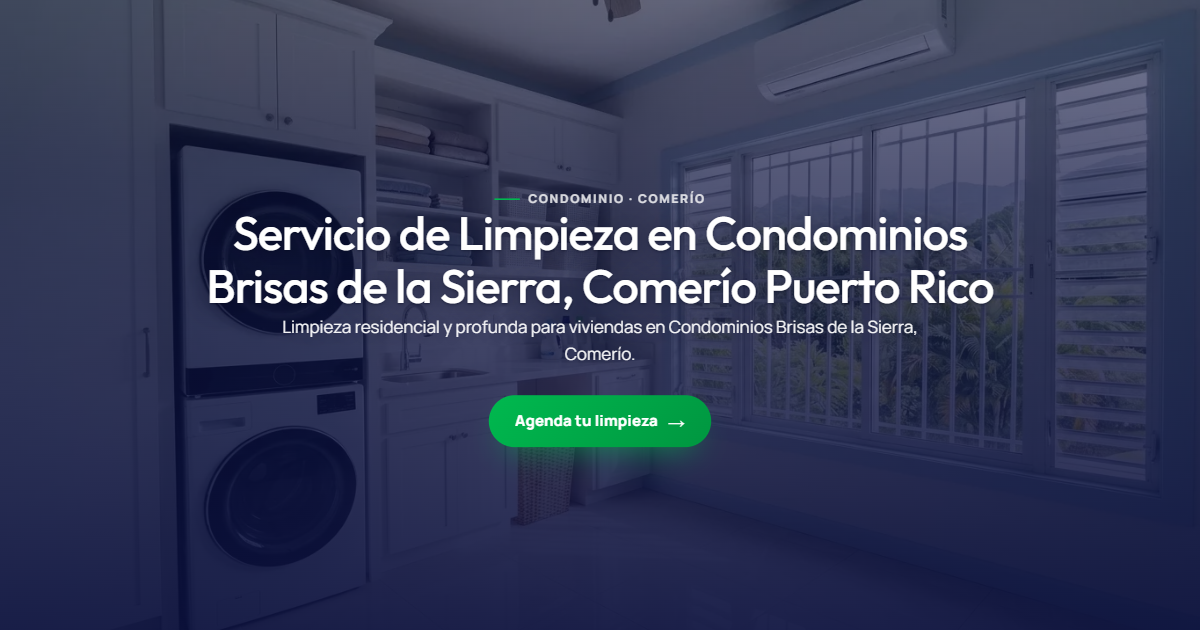 CONDOMINIO · COMERÍO
Servicio de Limpieza en Condominios
Brisas de la Sierra, Comerío Puerto Rico
Limpieza residencial y profunda para viviendas en Condominios Brisas de la Sierra,
Comerío.
Agenda tu limpieza →